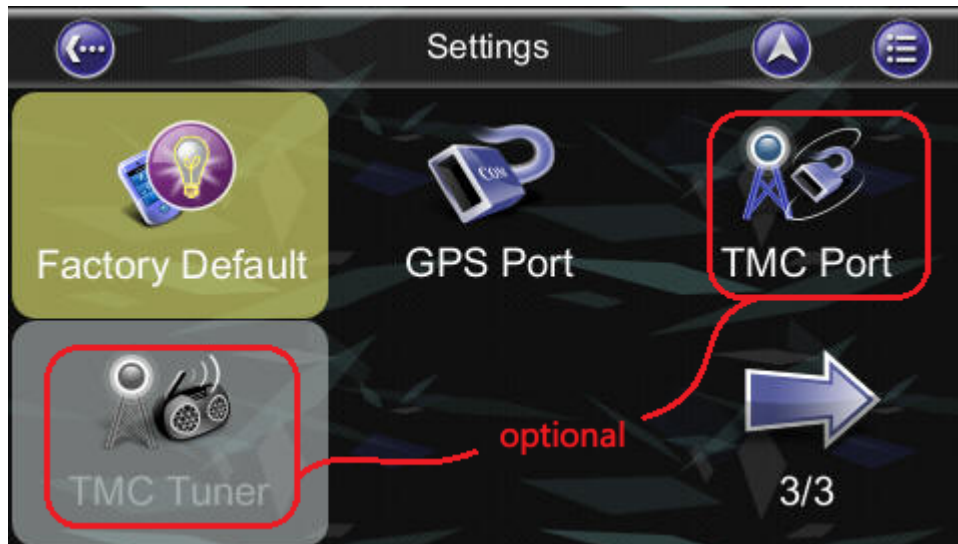 Settings
Factory Default
GPS Port
TMC Port
TMC Tuner
optional
3/3